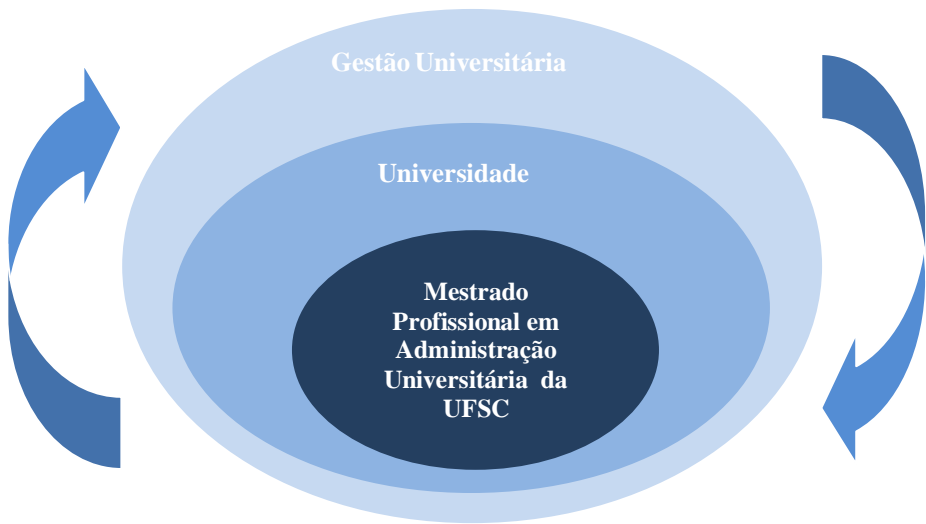 Gestão Universitária
Universidade
Mestrado
Profissional em
Administração
Universitária da
UFSC